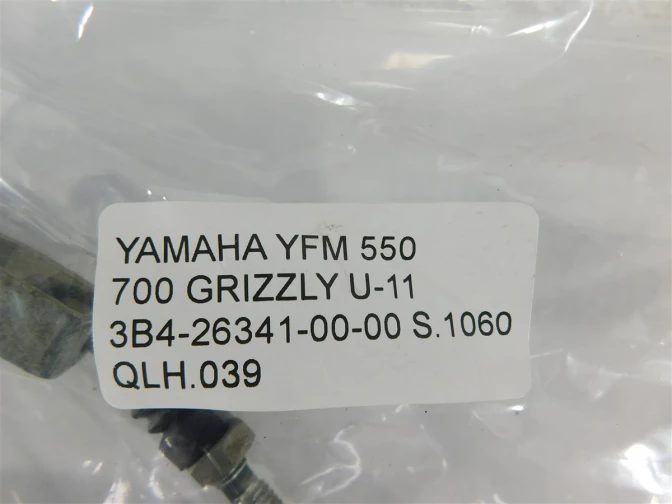 YAMAHA YFM 550
700 GRIZZLY U-11
3B4-26341-00-00 S.1060
QLH.039